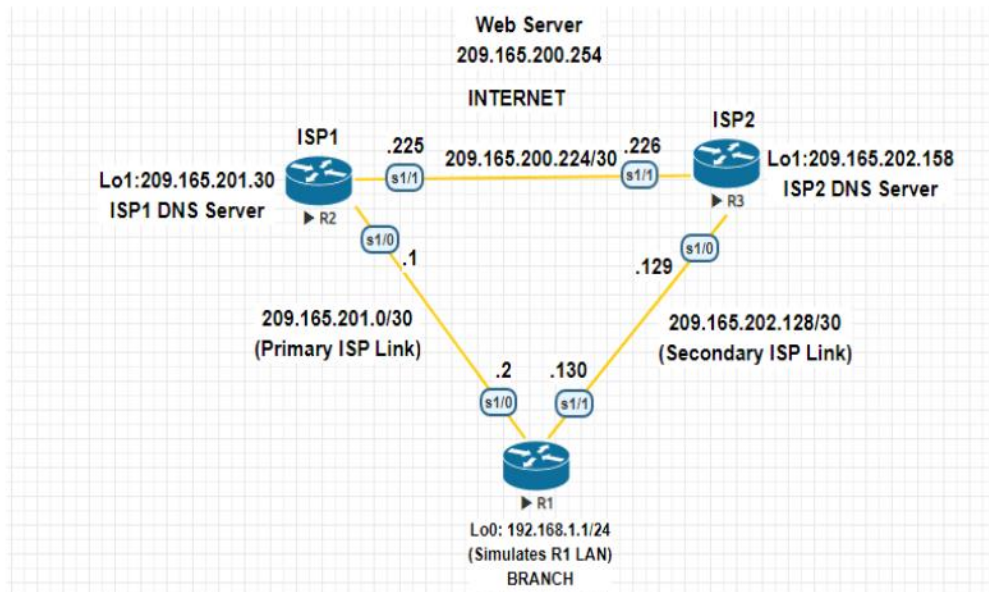 Web Server
209.165.200.254
INTERNET
ISP1
ISP2
.225
209.165.200.224/30
.226
s1/1
s1/1
Lo1:209.165.201.30
ISP1 DNS Server
R2
Lo1:209.165.202.158
ISP2 DNS Server
R3
s1/0
.1
s1/0
.129
209.165.201.0/30
(Primary ISP Link)
209.165.202.128/30
(Secondary ISP Link)
.2
.130
s1/0
s1/1
R1
Lo0: 192.168.1.1/24
(Simulates R1 LAN)
BRANCH